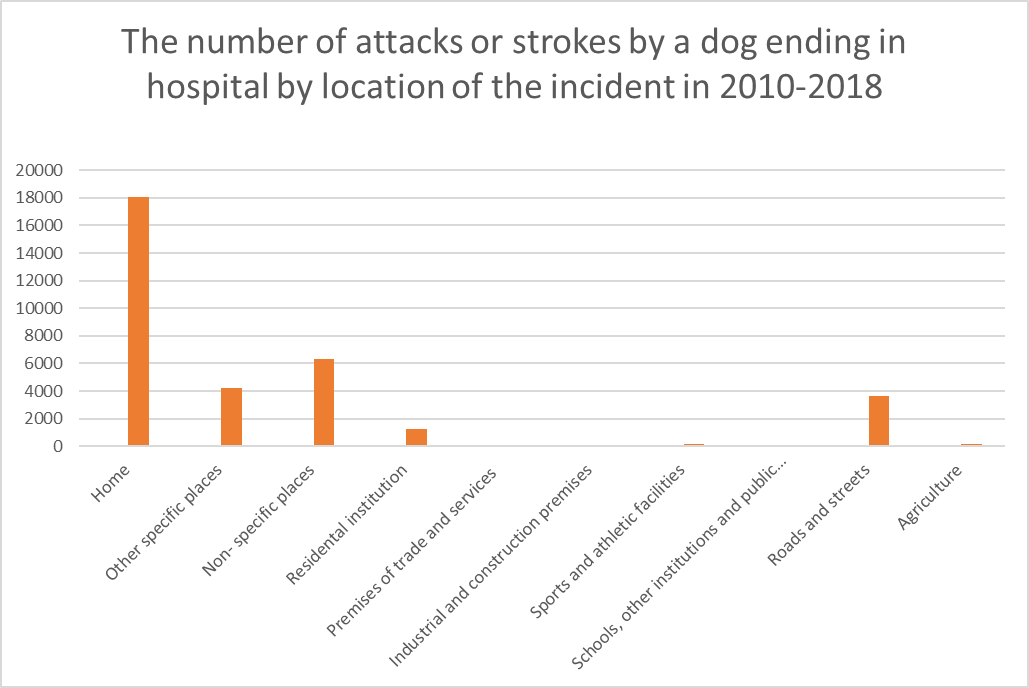 The number of attacks or strokes by a dog ending in
hospital by location of the incident in 2010-2018
20000
18000
16000
14000
12000
10000
8000
6000
4000
2000
0
Home
Other specific places
Non- specific places
Residental institution
Premises of trade and services
Industrial and construction premises
Sports and athletic facilities
Schools, other institutions and public...
Roads and streets
Agriculture